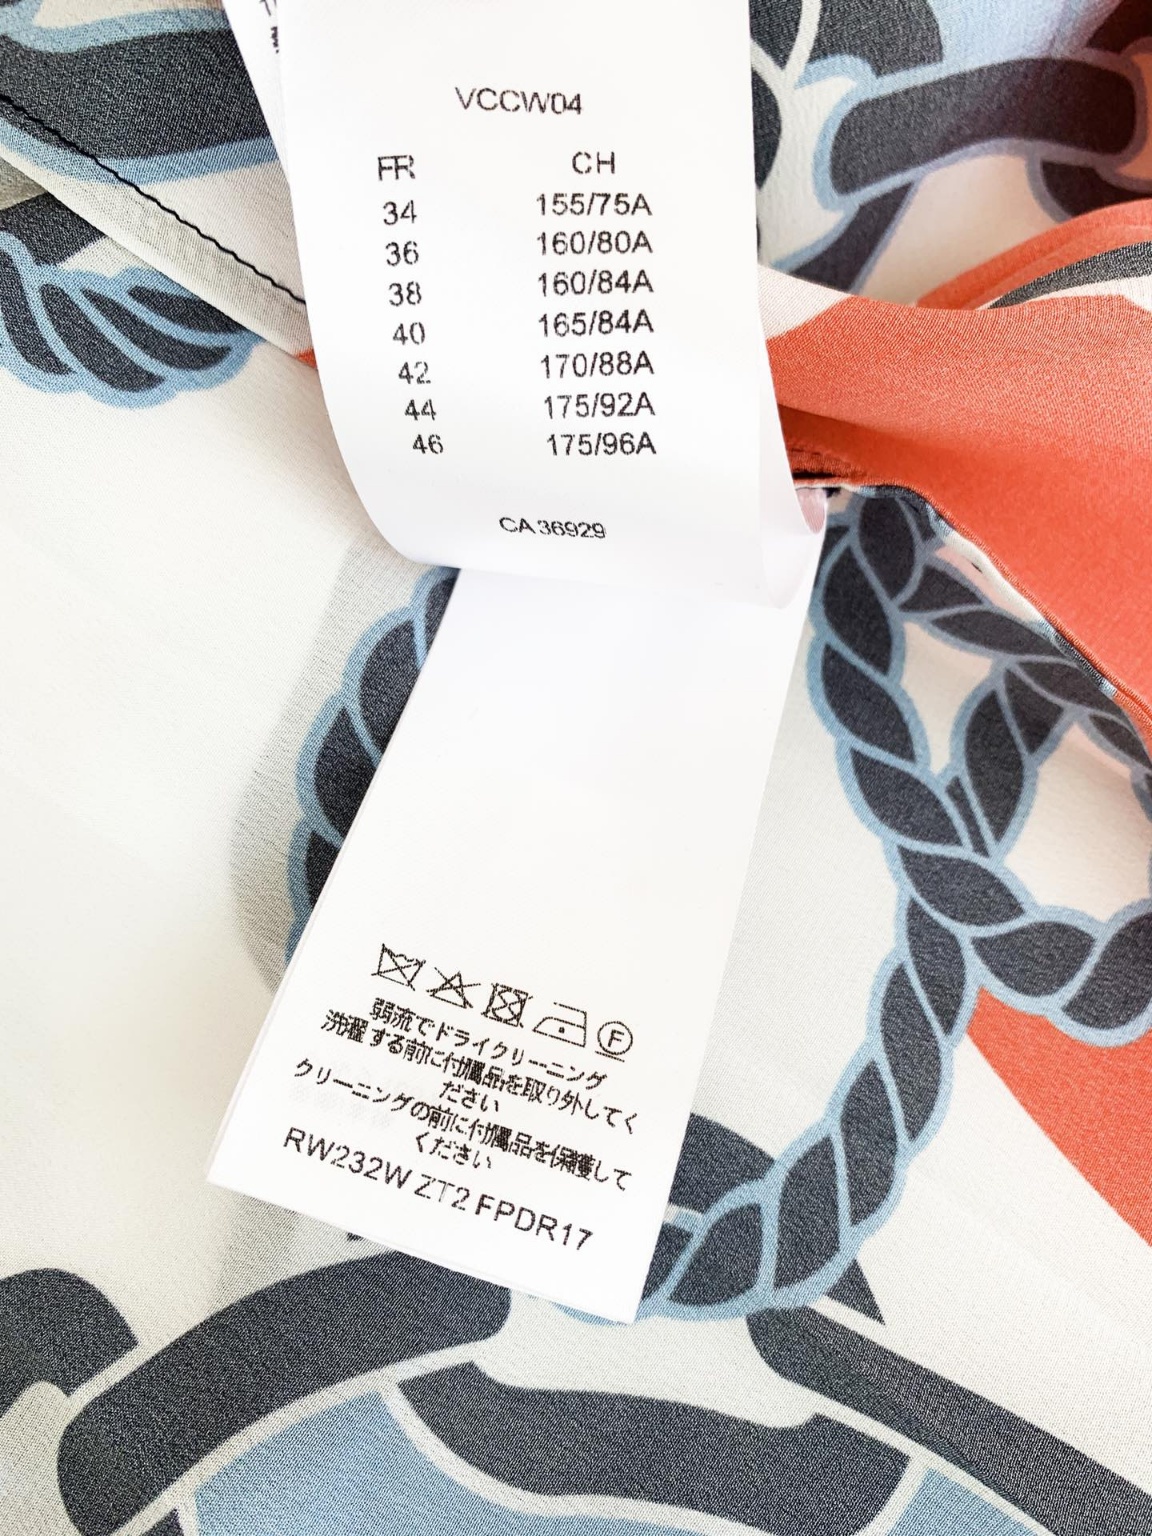 VCCW04
FR CH
34 155/75A
36 160/80A
38 160/84A
40 165/84A
42 170/88A
44 175/92A
46 175/96A
CA 36929
F
弱流でドライクリーニング
洗濯する前に付属品を取り外してく
ださい
クリーニングの前に付属品を保護して
ください
RW232W ZT2 FPDR17